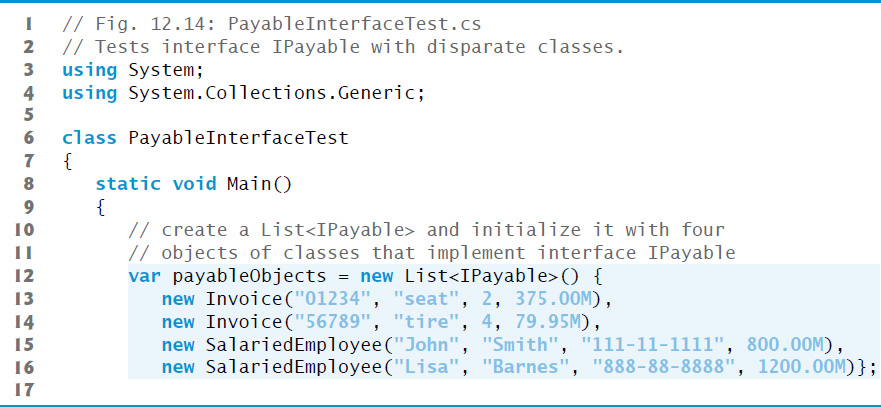 1 // Fig. 12.14: PayableInterfaceTest.cs
2 // Tests interface IPayable with disparate classes.
3 using System;
4 using System.Collections.Generic;
5
6 class PayableInterfaceTest
7 {
8    static void Main()
9    {
10       // create a List<IPayable> and initialize it with four
11       // objects of classes that implement interface IPayable
12       var payableObjects = new List<IPayable>() {
13          new Invoice("01234", "seat", 2, 375.00M),
14          new Invoice("56789", "tire", 4, 79.95M),
15          new SalariedEmployee("John", "Smith", "111-11-1111", 800.00M),
16          new SalariedEmployee("Lisa", "Barnes", "888-88-8888", 1200.00M)};
17